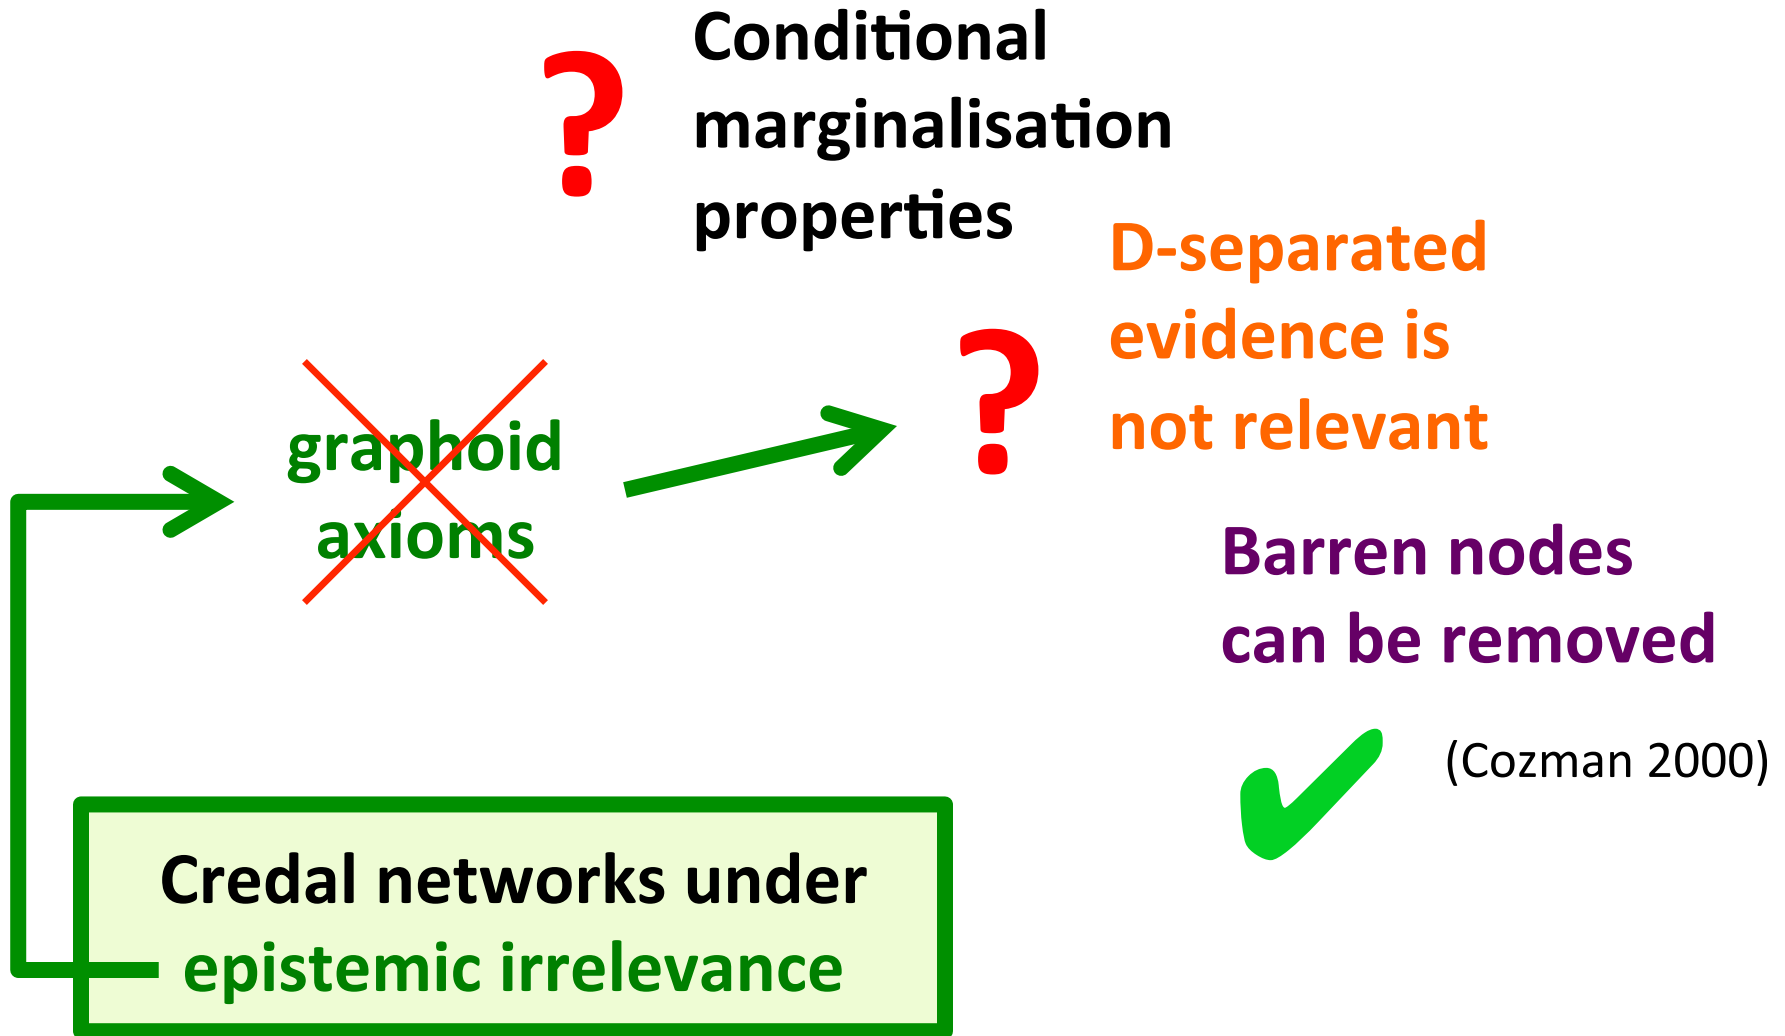 ?
Conditional
marginalisation
properties
?
D-separated
evidence is
not relevant
graphoid
axioms
Barren nodes
can be removed
(Cozman 2000)
Credal networks under
epistemic irrelevance